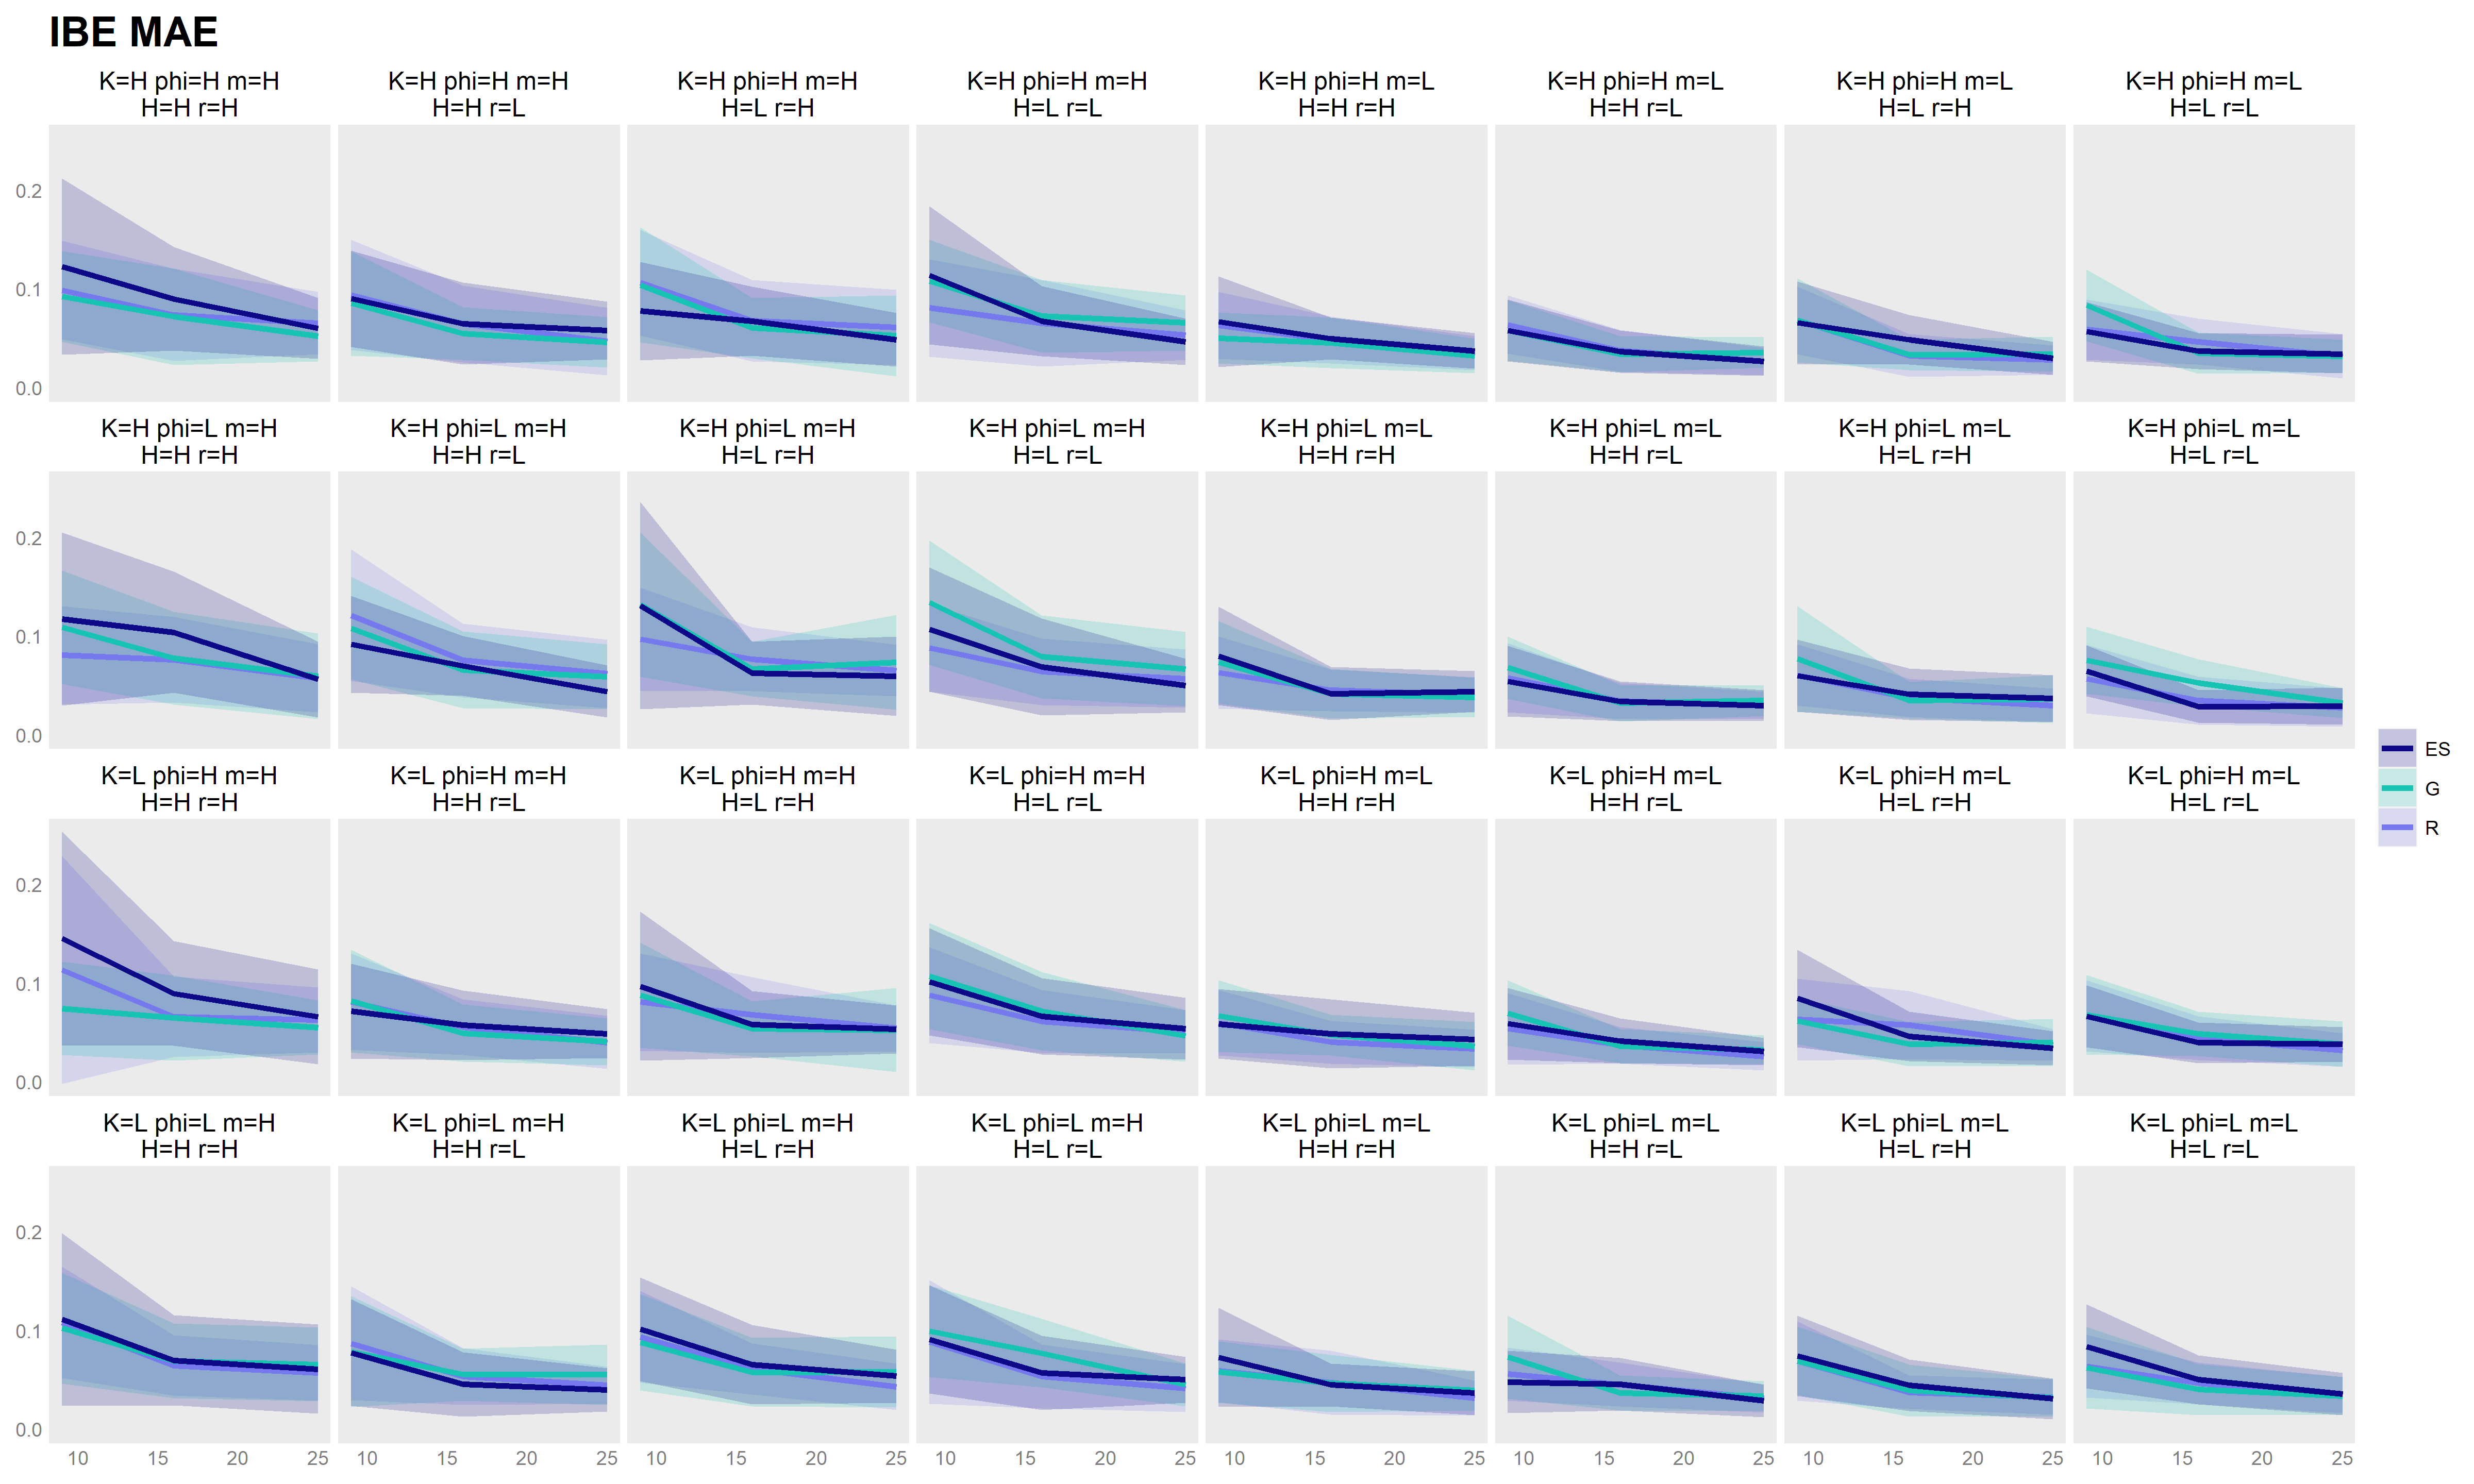 IBE MAE
K=H phi=H m=H K=H phi=H m=H K=H phi=H m=H K=H phi=H m=H K=H phi=H m=L K=H phi=H m=L K=H phi=H m=L K=H phi=H m=L
H=H r=H H=H r=L H=L r=H H=L r=L H=H r=H H=H r=L H=L r=H H=L r=L
0.2
0.1
0.0
K=H phi=L m=H K=H phi=L m=H K=H phi=L m=H K=H phi=L m=H K=H phi=L m=L K=H phi=L m=L K=H phi=L m=L K=H phi=L m=L
H=H r=H H=H r=L H=L r=H H=L r=L H=H r=H H=H r=L H=L r=H H=L r=L
0.2
0.1
0.0
K=L phi=H m=H K=L phi=H m=H K=L phi=H m=H K=L phi=H m=H K=L phi=H m=L K=L phi=H m=L K=L phi=H m=L K=L phi=H m=L
H=H r=H H=H r=L H=L r=H H=L r=L H=H r=H H=H r=L H=L r=H H=L r=L
0.2
0.1
0.0
K=L phi=L m=H K=L phi=L m=H K=L phi=L m=H K=L phi=L m=H K=L phi=L m=L K=L phi=L m=L K=L phi=L m=L K=L phi=L m=L
H=H r=H H=H r=L H=L r=H H=L r=L H=H r=H H=H r=L H=L r=H H=L r=L
0.2
0.1
0.0
10 15 20 25 10 15 20 25 10 15 20 25 10 15 20 25 10 15 20 25 10 15 20 25 10 15 20 25 10 15 20 25
ES
G
R